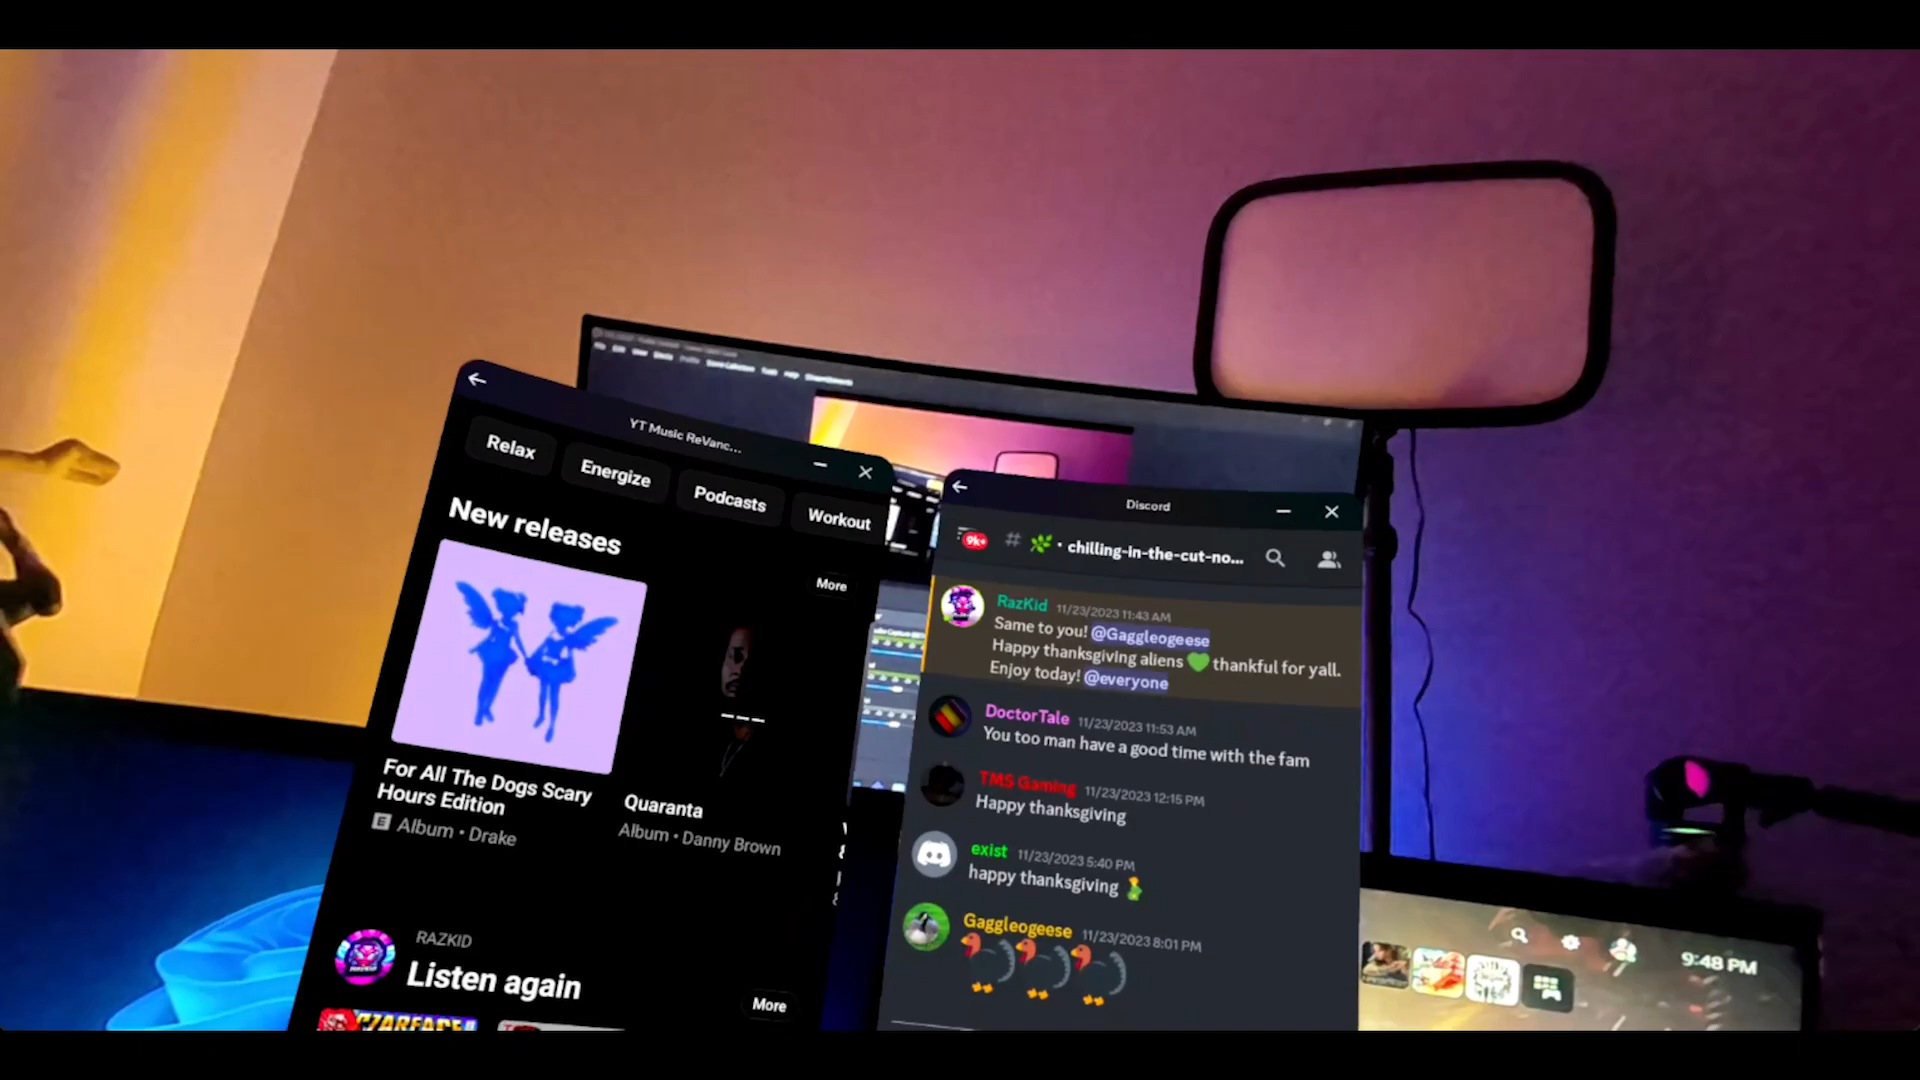 YT Music ReVanc...
Relax
Energize
Podcasts
Workout
New releases
More
For All The Dogs Scary
Hours Edition
E Album • Drake
Quaranta
Album • Danny Brown
RAZKID
Listen again
More
CZARFACE
Discord
9k+
# 🌿 • chilling-in-the-cut-no...
RazKid 11/23/2023 11:43 AM
Same to you! @Gaggleogeese
Happy thanksgiving aliens 💚 thankful for yall.
Enjoy today! @everyone
DoctorTale 11/23/2023 11:53 AM
You too man have a good time with the fam
TMS Gaming 11/23/2023 12:15 PM
Happy thanksgiving
exist 11/23/2023 5:40 PM
happy thanksgiving
Gaggleogeese 11/23/2023 8:01 PM
🦃🦃🦃
9:48 PM